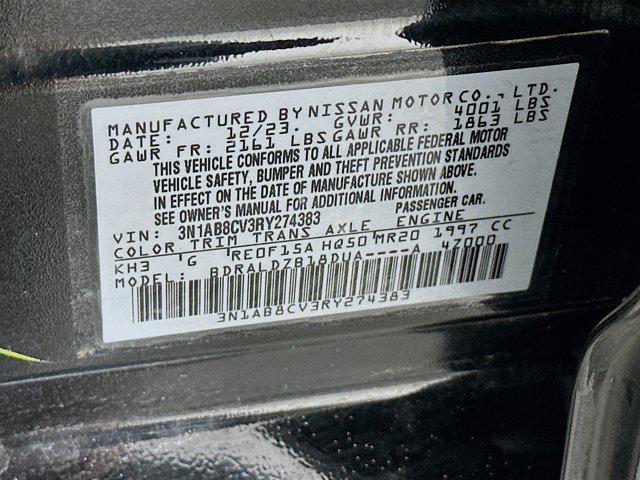 MANUFACTURED BY NISSAN MOTOR CO., LTD.
DATE: 12/23. GVWR: 4001 LBS
GAWR FR: 2161 LBS GAWR RR: 1863 LBS
THIS VEHICLE CONFORMS TO ALL APPLICABLE FEDERAL MOTOR
VEHICLE SAFETY, BUMPER AND THEFT PREVENTION STANDARDS
IN EFFECT ON THE DATE OF MANUFACTURE SHOWN ABOVE.
SEE OWNER'S MANUAL FOR ADDITIONAL INFORMATION.
VIN: 3N1AB8CV3RY274383 PASSENGER CAR.
COLOR TRIM TRANS AXLE ENGINE
KH3 G RE0F15A HQ50 MR20 1997 CC
MODEL: BDRALDZB18DUA----A 47000
3N1AB8CV3RY274383